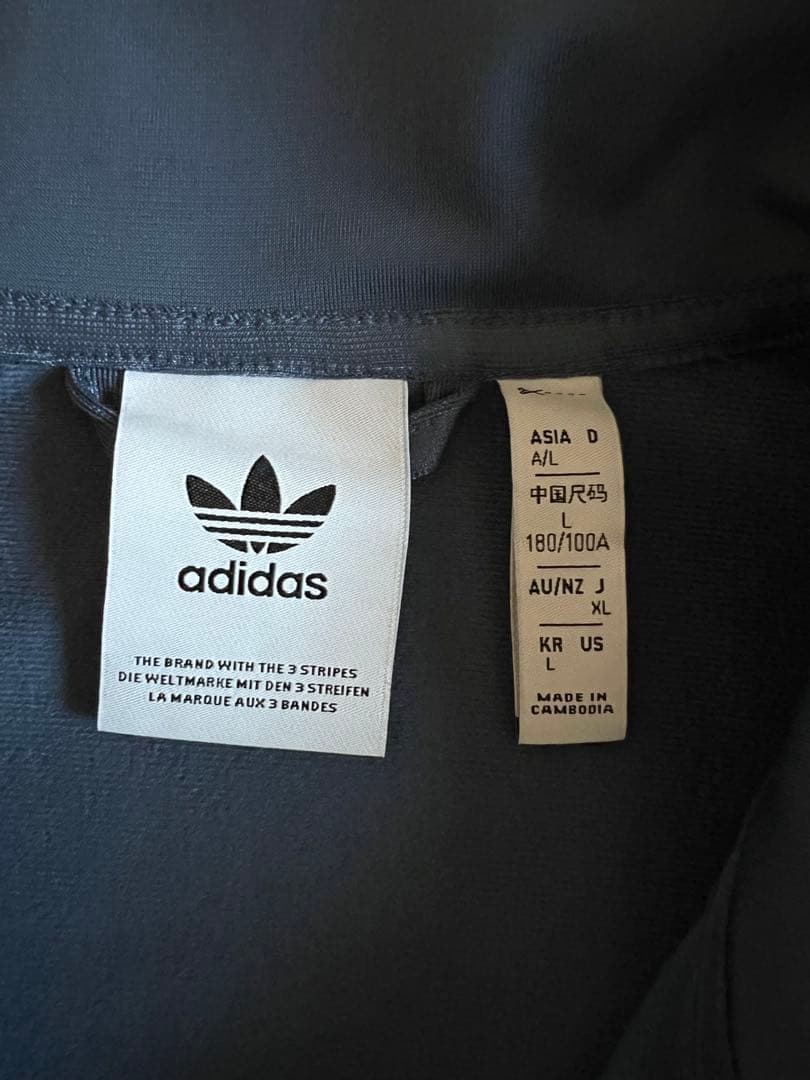 adidas
THE BRAND WITH THE 3 STRIPES
DIE WELTMARKE MIT DEN 3 STREIFEN
LA MARQUE AUX 3 BANDES
ASIA D
A/L
中国尺码
L
180/100A
AU/NZ J
XL
KR US
L
MADE IN
CAMBODIA